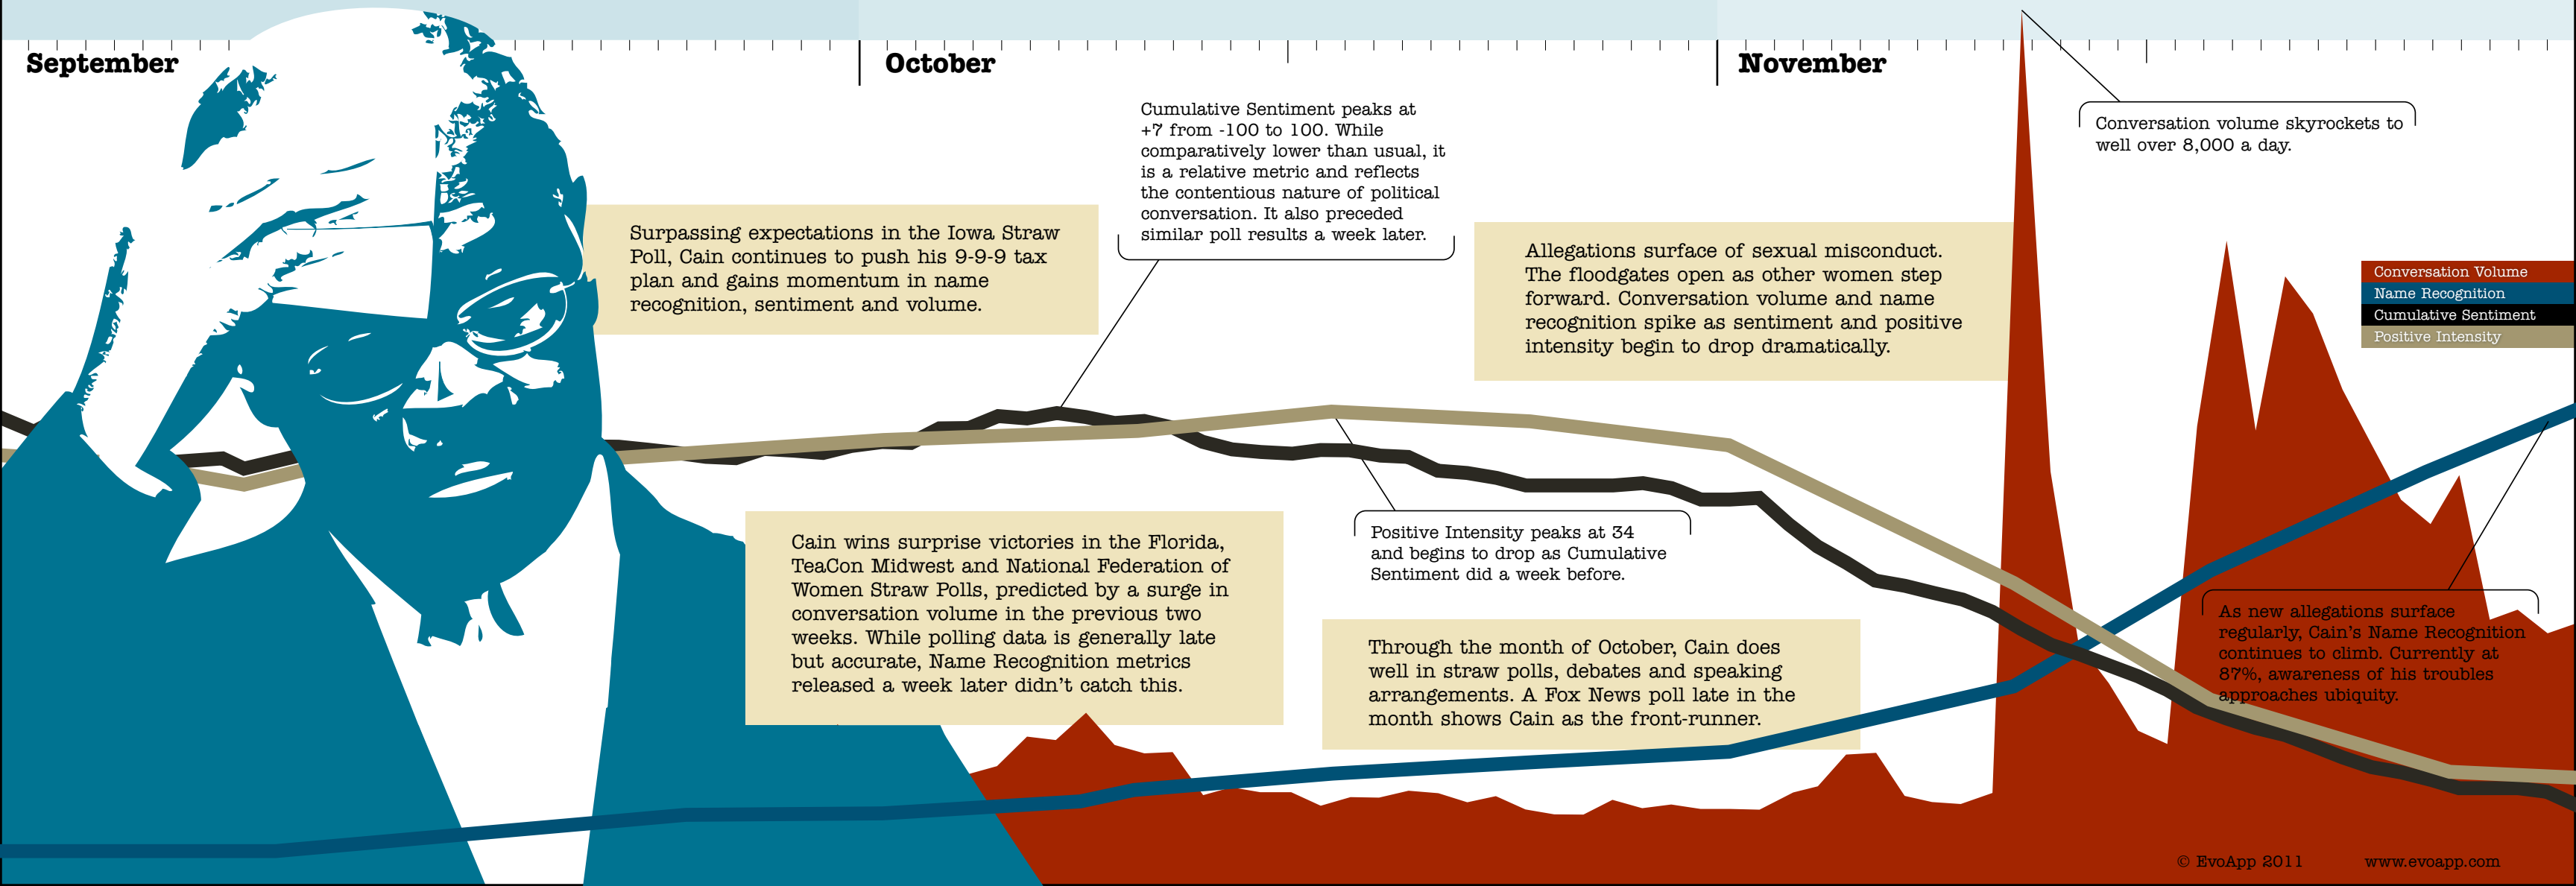 September
October
November
Cumulative Sentiment peaks at
+7 from -100 to 100. While
comparatively lower than usual, it
is a relative metric and reflects
the contentious nature of political
conversation. It also preceded
similar poll results a week later.
Conversation volume skyrockets to
well over 8,000 a day.
Surpassing expectations in the Iowa Straw
Poll, Cain continues to push his 9-9-9 tax
plan and gains momentum in name
recognition, sentiment and volume.
Allegations surface of sexual misconduct.
The floodgates open as other women step
forward. Conversation volume and name
recognition spike as sentiment and positive
intensity begin to drop dramatically.
Conversation Volume
Name Recognition
Cumulative Sentiment
Positive Intensity
Cain wins surprise victories in the Florida,
TeaCon Midwest and National Federation of
Women Straw Polls, predicted by a surge in
conversation volume in the previous two
weeks. While polling data is generally late
but accurate, Name Recognition metrics
released a week later didn't catch this.
Positive Intensity peaks at 34
and begins to drop as Cumulative
Sentiment did a week before.
Through the month of October, Cain does
well in straw polls, debates and speaking
arrangements. A Fox News poll late in the
month shows Cain as the front-runner.
As new allegations surface
regularly, Cain's Name Recognition
continues to climb. Currently at
87%, awareness of his troubles
approaches ubiquity.
© EvoApp 2011
www.evoapp.com